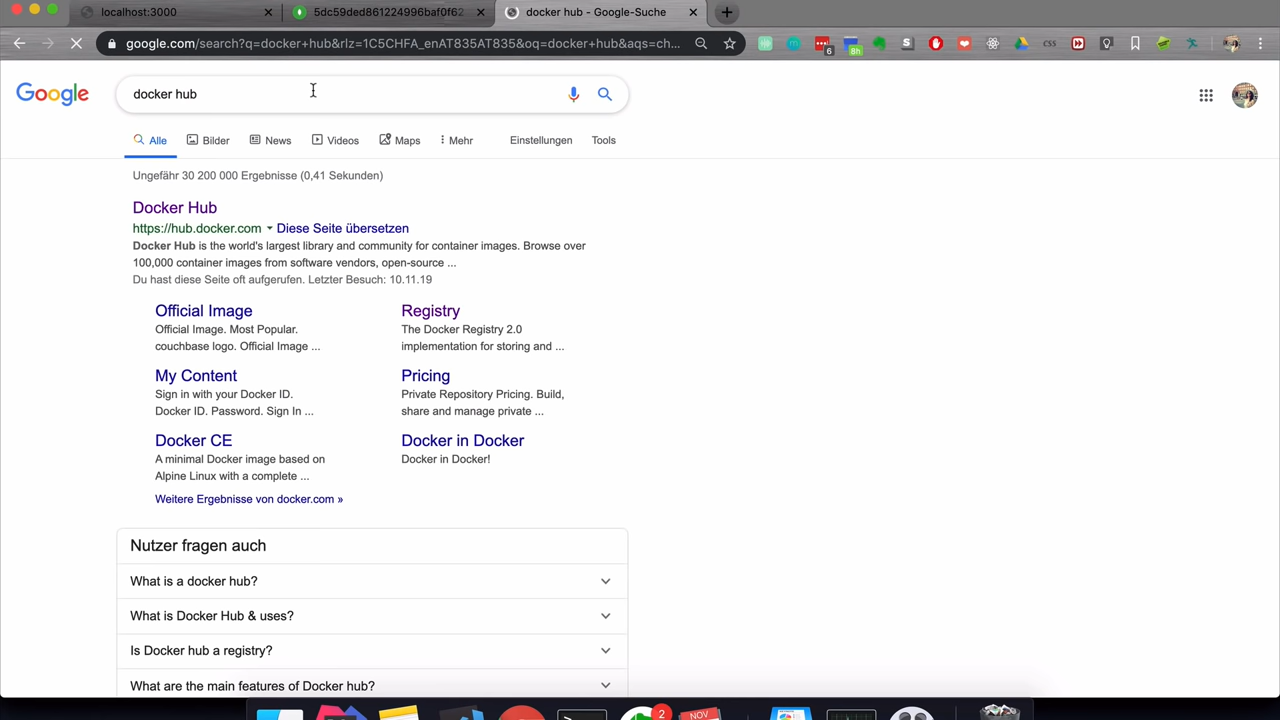 localhost:3000
5dc59ded861224996baf0f62
docker hub - Google-Suche
google.com/search?q=docker+hub&rlz=1C5CHFA_enAT835AT835&oq=docker+hub&aqs=ch...
6
8h
css
Google
docker hub
Alle
Bilder
News
Videos
Maps
Mehr
Einstellungen
Tools
Ungefähr 30 200 000 Ergebnisse (0,41 Sekunden)
Docker Hub
https://hub.docker.com Diese Seite übersetzen
Docker Hub is the world's largest library and community for container images. Browse over
100,000 container images from software vendors, open-source ...
Du hast diese Seite oft aufgerufen. Letzter Besuch: 10.11.19
Official Image
Official Image. Most Popular.
couchbase logo. Official Image ...
Registry
The Docker Registry 2.0
implementation for storing and ...
My Content
Sign in with your Docker ID.
Docker ID. Password. Sign In ...
Pricing
Private Repository Pricing. Build,
share and manage private ...
Docker CE
A minimal Docker image based on
Alpine Linux with a complete ...
Docker in Docker
Docker in Docker!
Weitere Ergebnisse von docker.com »
Nutzer fragen auch
What is a docker hub?
What is Docker Hub & uses?
Is Docker hub a registry?
What are the main features of Docker hub?
2
NOV